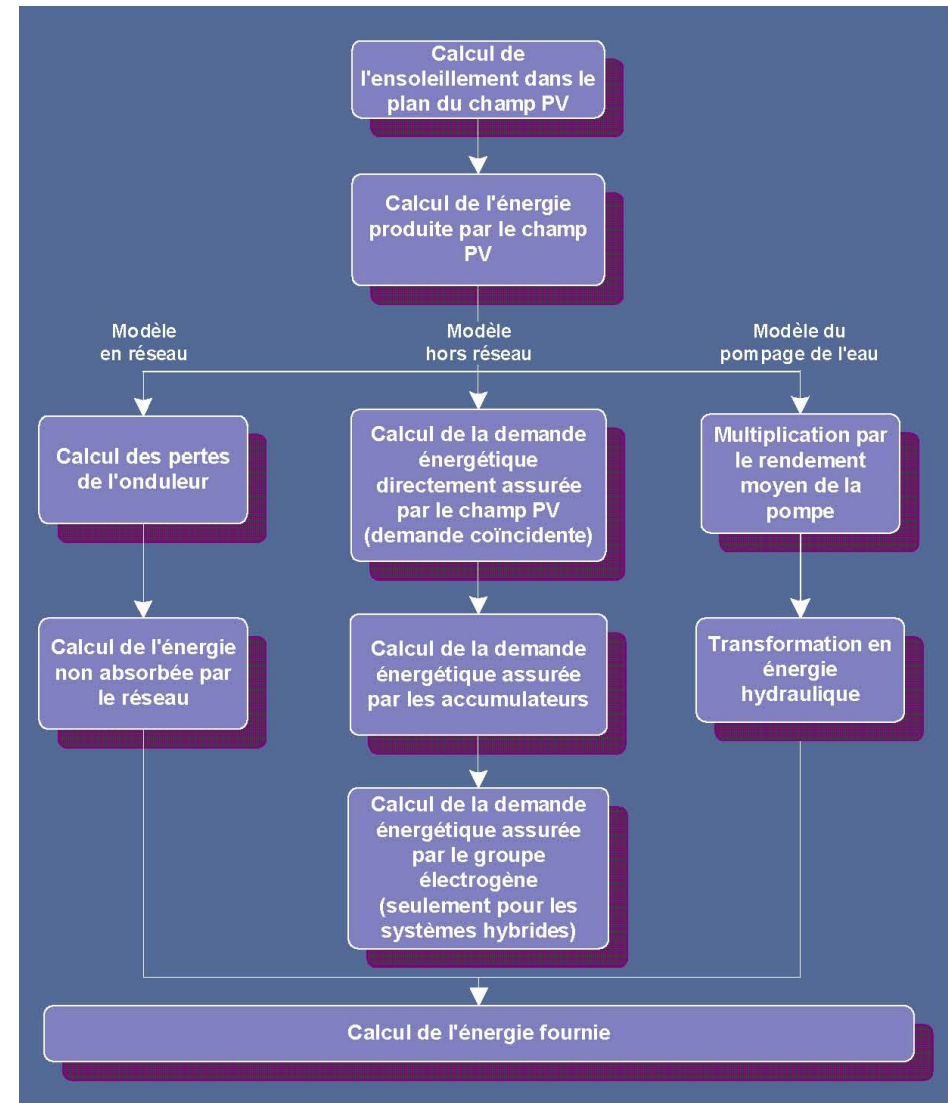 Calcul de
l'ensoleillement dans le
plan du champ PV
Calcul de l'énergie
produite par le champ
PV
Modèle
en réseau
Modèle
hors réseau
Modèle du
pompage de l'eau
Calcul des pertes
de l'onduleur
Calcul de la demande
énergétique
directement assurée
par le champ PV
(demande coïncidente)
Multiplication par
le rendement
moyen de la
pompe
Calcul de l'énergie
non absorbée par
le réseau
Calcul de la demande
énergétique assurée
par les accumulateurs
Transformation en
énergie
hydraulique
Calcul de la demande
énergétique assurée
par le groupe
électrogène
(seulement pour les
systèmes hybrides)
Calcul de l'énergie fournie